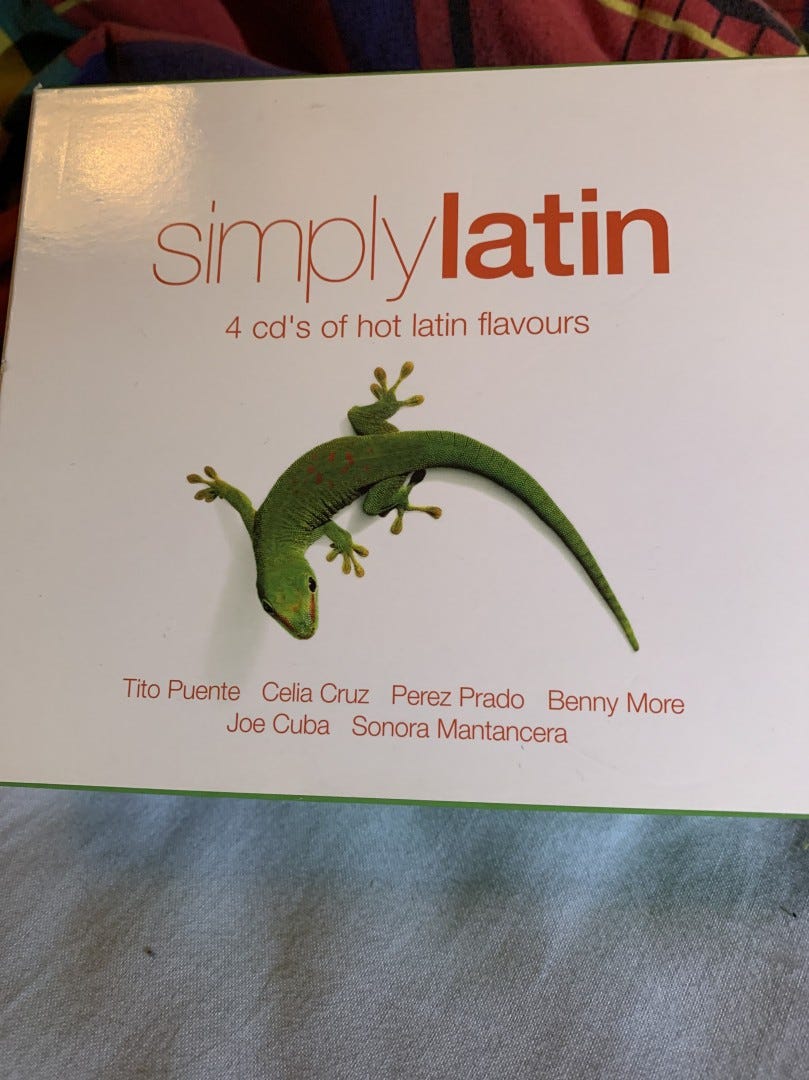 simplylatin
4 cd's of hot latin flavours
Tito Puente Celia Cruz Perez Prado Benny More
Joe Cuba Sonora Mantancera